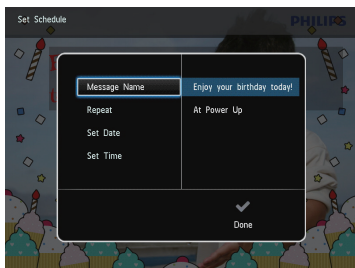 Set Schedule
PHILIPS
Message Name
Enjoy your birthday today!
Repeat
At Power Up
Set Date
Set Time
Done